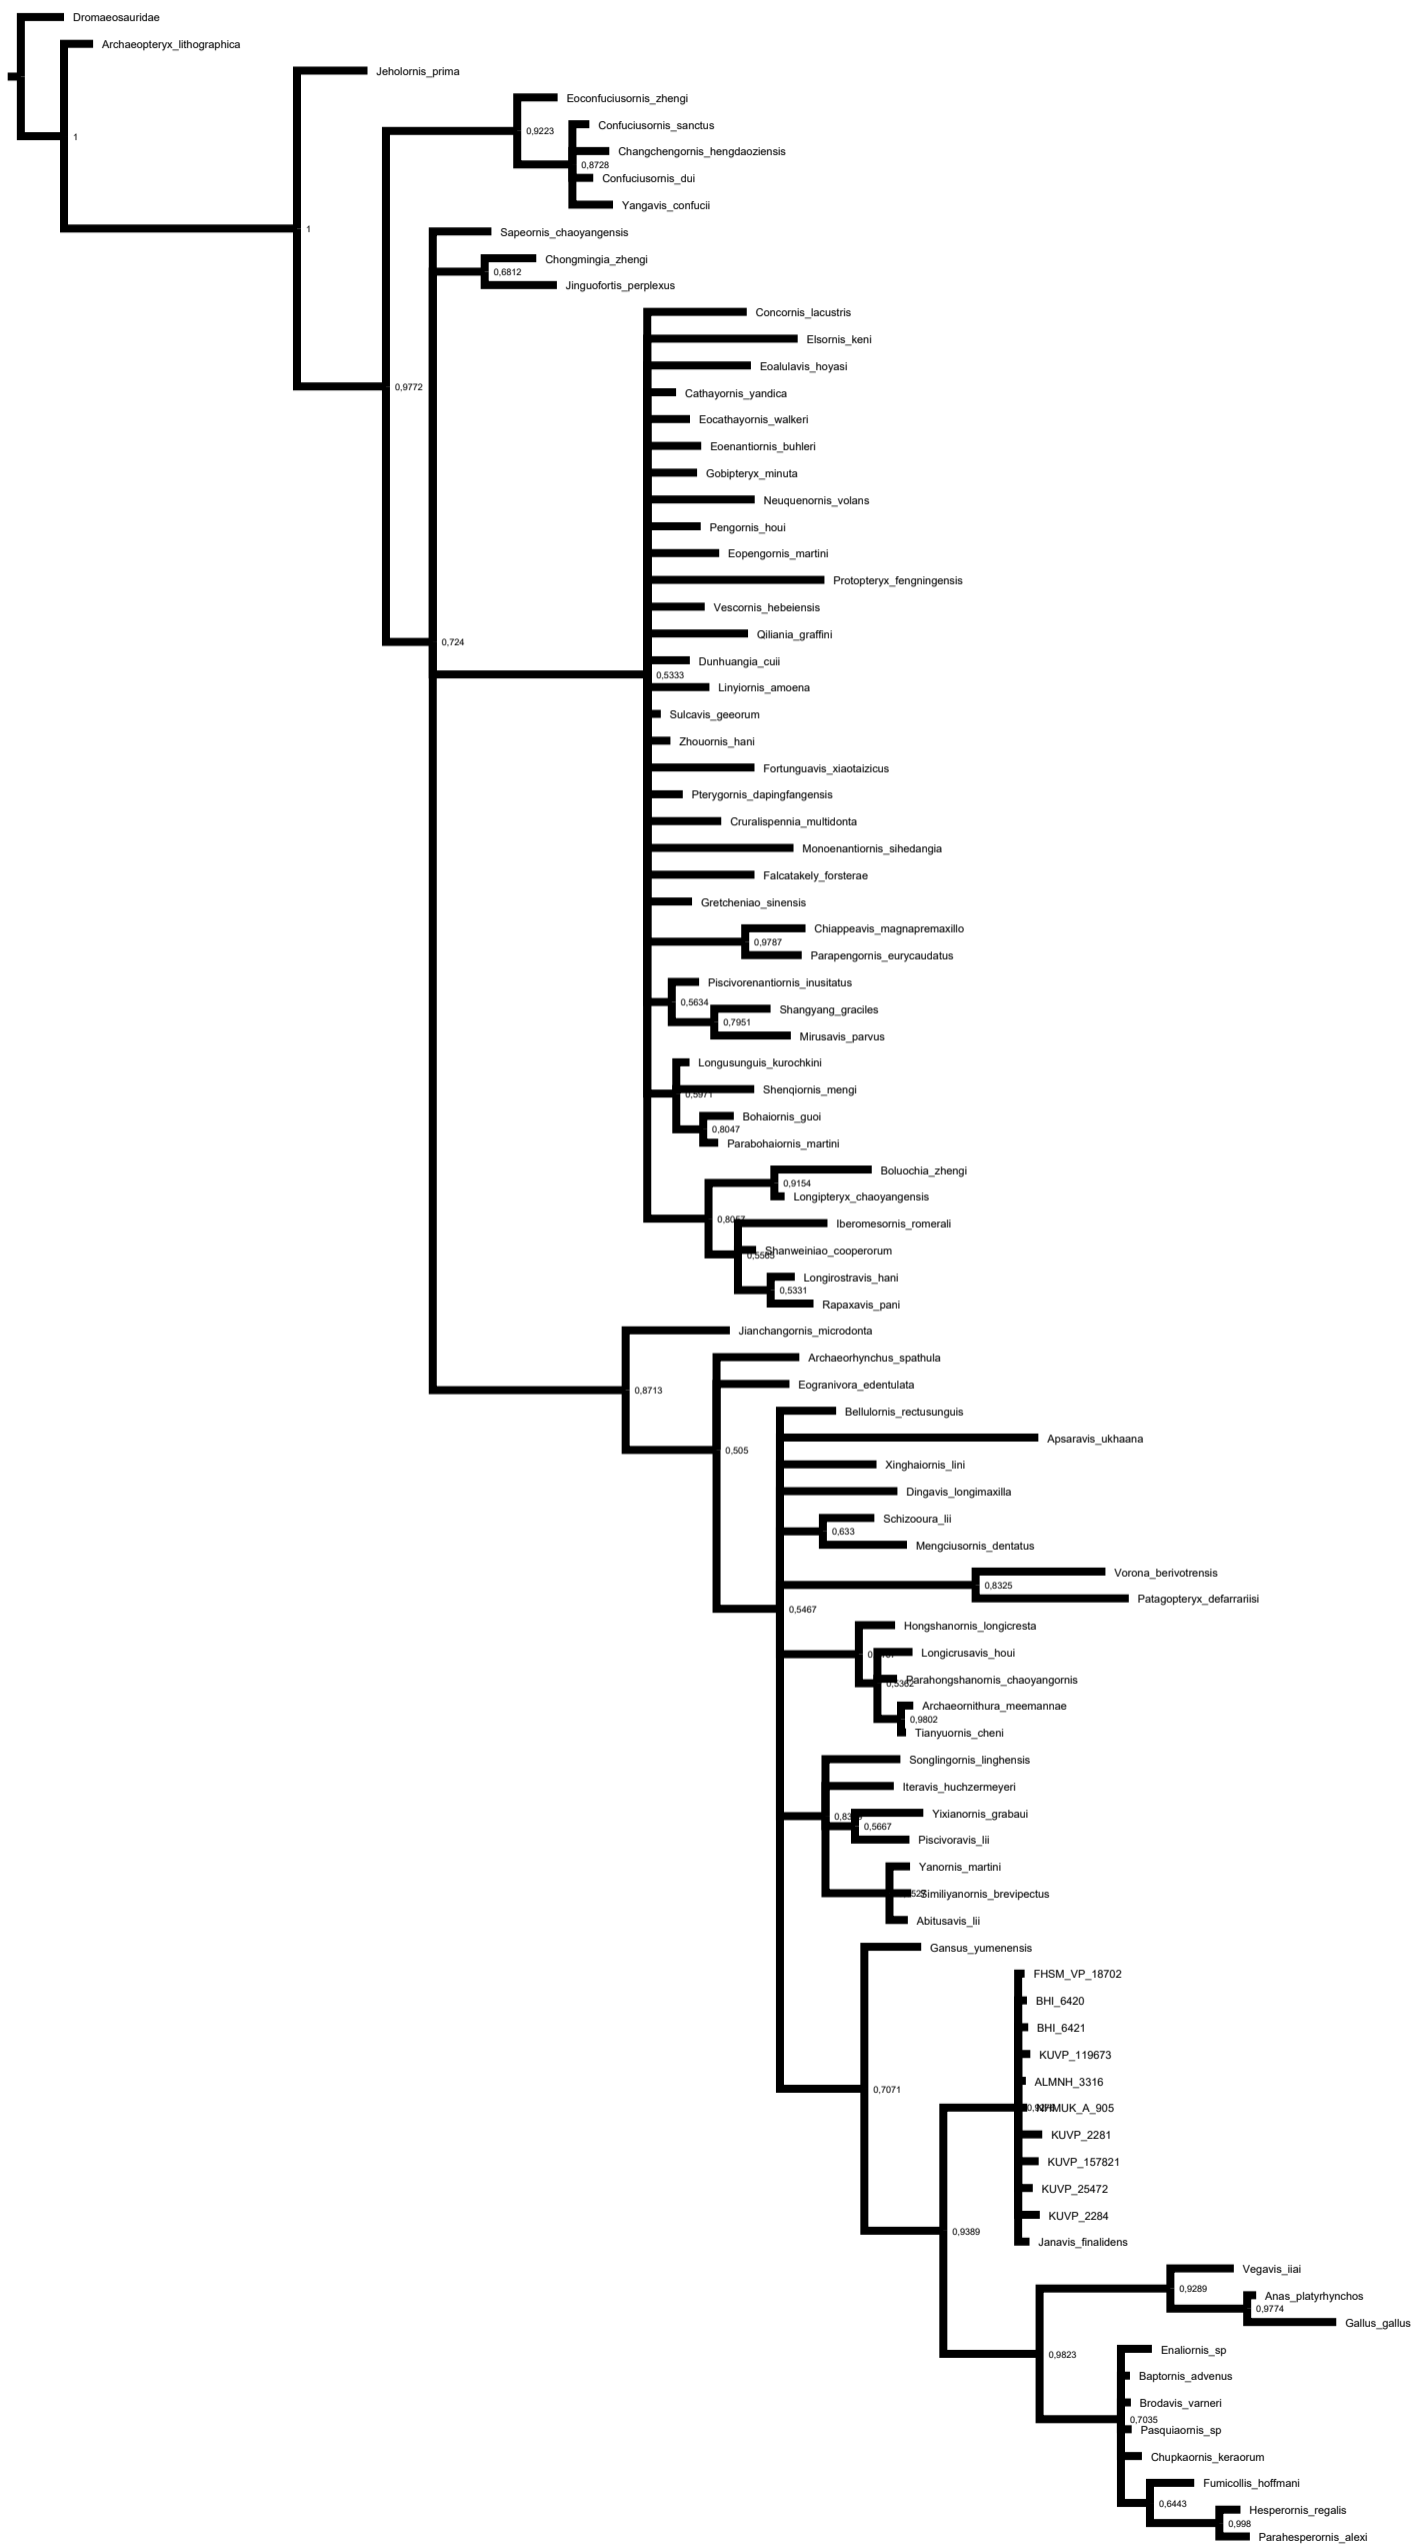 Dromaeosauridae
Archaeopteryx_lithographica
Jeholornis_prima
Eoconfuciusornis_zhengi
Confuciusornis_sanctus
0,9223
1
Changchengornis_hengdaoziensis
0,8728
Confuciusornis_dui
Yangavis_confucii
1
Sapeornis_chaoyangensis
Chongmingia_zhengi
0,6812
Jinguofortis_perplexus
Concornis_lacustris
Elsornis_keni
Eoalulavis_hoyasi
0,9772
Cathayornis_yandica
Eocathayornis_walkeri
Eoenantiornis_buhleri
Gobipteryx_minuta
Neuquenornis_volans
Pengornis_houi
Eopengornis_martini
Protopteryx_fengningensis
Vescornis_hebeiensis
Qiliania_graffini
0,724
Dunhuangia_cuii
0,5333
Linyiornis_amoena
Sulcavis_geeorum
Zhouornis_hani
Fortunguavis_xiaotaizicus
Pterygornis_dapingfangensis
Cruralispennia_multidonta
Monoenantiornis_sihedangia
Falcatakely_forsterae
Gretcheniao_sinensis
Chiappeavis_magnapremaxillo
0,9787
Parapengornis_eurycaudatus
Piscivorenantiornis_inusitatus
0,5634
Shangyang_graciles
0,7951
Mirusavis_parvus
Longusunguis_kurochkini
Shenqiornis_mengi
0,5971
Bohaiornis_guoi
0,8047
Parabohaiornis_martini
Boluochia_zhengi
0,9154
Longipteryx_chaoyangensis
Iberomesornis_romerali
Shanweiniao_cooperorum
Longirostravis_hani
0,5331
Rapaxavis_pani
Jianchangornis_microdonta
Archaeorhynchus_spathula
Eogranivora_edentulata
0,8713
Bellulornis_rectusunguis
Apsaravis_ukhaana
0,505
Xinghaiornis_lini
Dingavis_longimaxilla
Schizooura_lii
0,633
Mengciusornis_dentatus
Vorona_berivotrensis
0,8325
Patagopteryx_defarrariisi
0,5467
Hongshanornis_longicresta
Longicrusavis_houi
Parahongshanornis_chaoyangornis
Archaeornithura_meemannae
0,9802
Tianyuornis_cheni
Songlingornis_linghensis
Iteravis_huchzermeyeri
Yixianornis_grabaui
0,5667
Piscivoravis_lii
Yanornis_martini
Similiyanornis_brevipectus
Abitusavis_lii
Gansus_yumenensis
FHSM_VP_18702
BHI_6420
BHI_6421
KUVP_119673
ALMNH_3316
0,7071
NHMUK_A_905
KUVP_2281
KUVP_157821
KUVP_25472
KUVP_2284
0,9389
Janavis_finalidens
Vegavis_iiai
0,9289
Anas_platyrhynchos
0,9774
Gallus_gallus
Enaliornis_sp
0,9823
Baptornis_advenus
Brodavis_varneri
0,7035
Pasquiaornis_sp
Chupkaornis_keraorum
Fumicollis_hoffmani
0,6443
Hesperornis_regalis
0,998
Parahesperornis_alexi